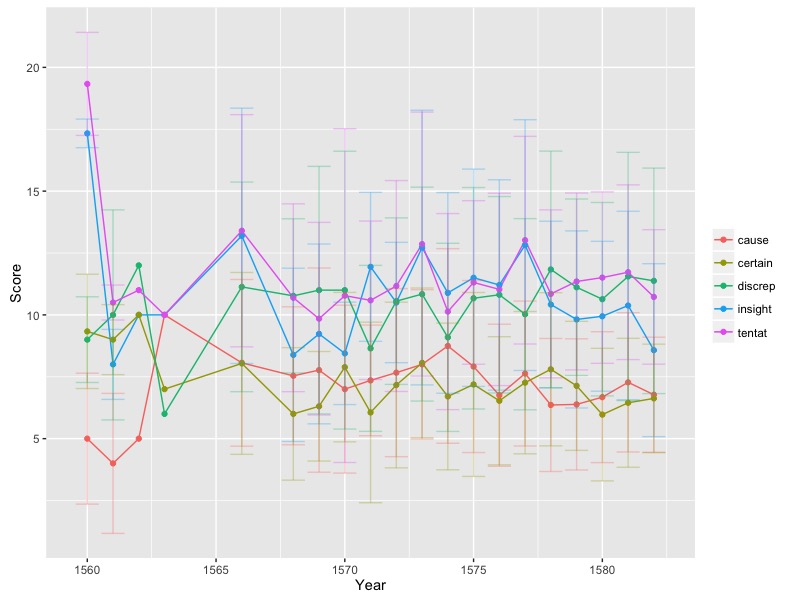 20
15
10
5
Score
1560
1565
1570
1575
1580
Year
cause
certain
discrep
insight
tentat